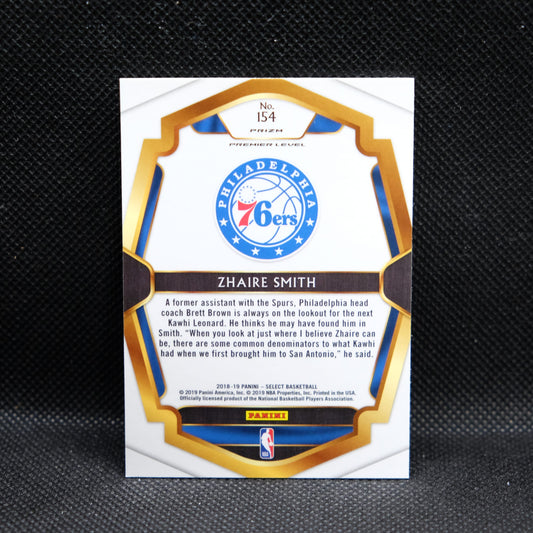 No.
154
PRIZM
PREMIER LEVEL
PHILADELPHIA
76ers
ZHAIRE SMITH
A former assistant with the Spurs, Philadelphia head
coach Brett Brown is always on the lookout for the next
Kawhi Leonard. He thinks he may have found him in
Smith. “When you look at just where I believe Zhaire can
be, there are some common denominators to what Kawhi
had when we first brought him to San Antonio,” he said.
2018-19 PANINI – SELECT BASKETBALL
© 2019 Panini America, Inc. © 2019 NBA Properties, Inc. Printed in the USA.
Officially licensed product of the National Basketball Players Association.
PANINI
NBA